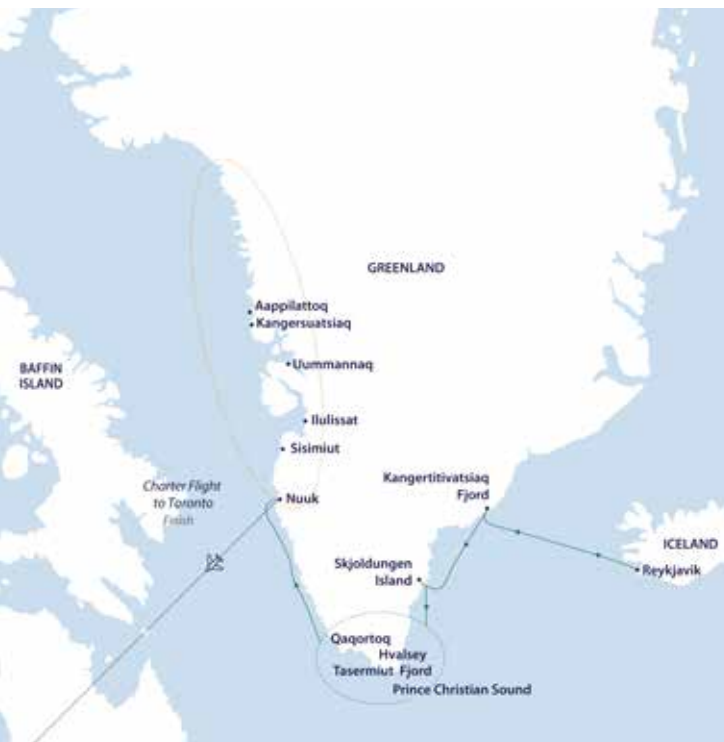 GREENLAND
Aappilattoq
Kangersuatsiaq
BAFFIN
ISLAND
Uummannaq
Ilulissat
Sisimiut
Kangertitivatsiaq
Fjord
Charter Flight
to Toronto
Finish
Nuuk
ICELAND
Reykjavik
Skjoldungen
Island
Qaqortoq
Hvalsey
Tasermiut Fjord
Prince Christian Sound